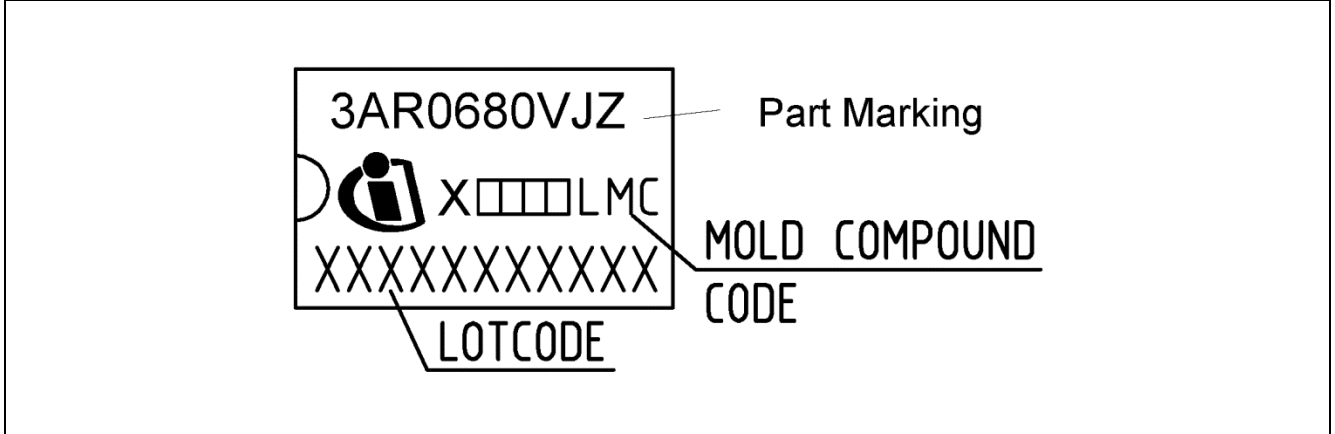 3AR0680VJZ
Part Marking
X□□□□LMC
MOLD COMPOUND
CODE
XXXXXXXXXXX
LOTCODE